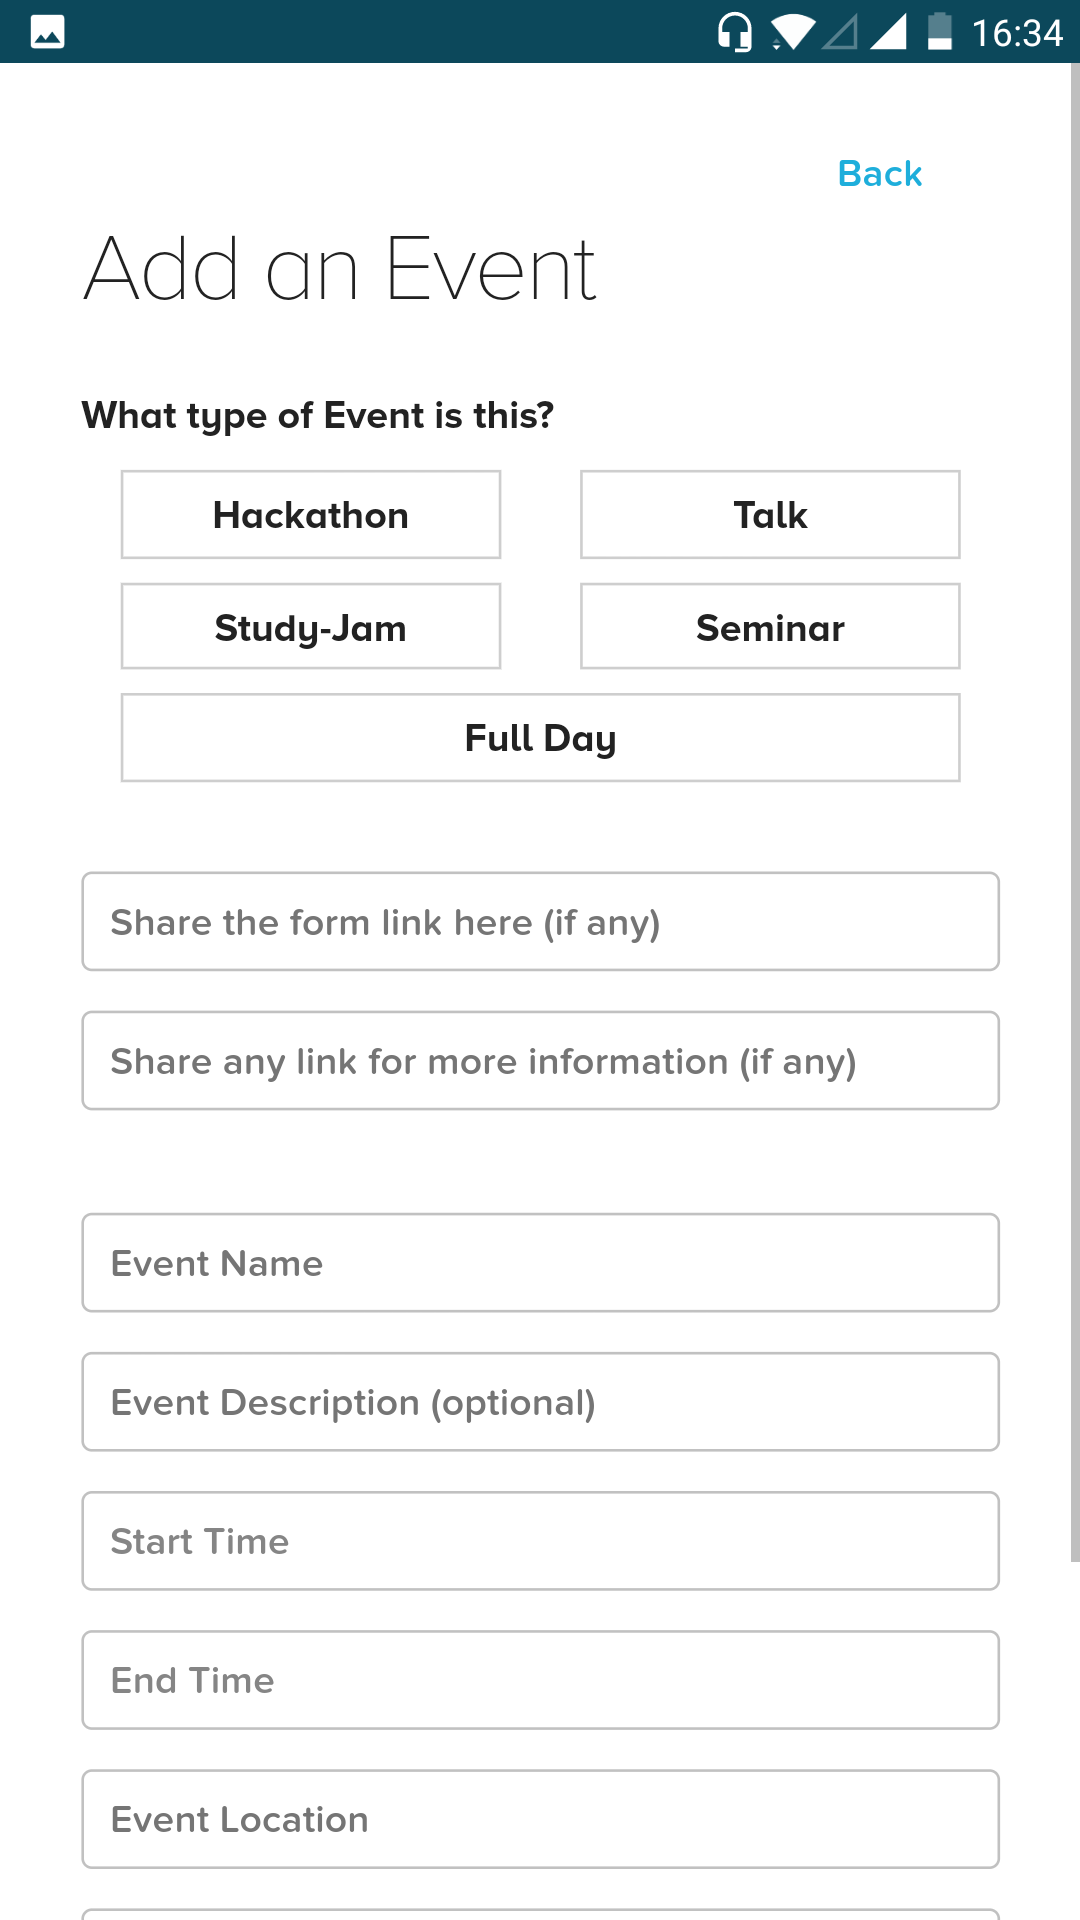 16:34
Back
Add an Event
What type of Event is this?
Hackathon
Talk
Study-Jam
Seminar
Full Day
Share the form link here (if any)
Share any link for more information (if any)
Event Name
Event Description (optional)
Start Time
End Time
Event Location